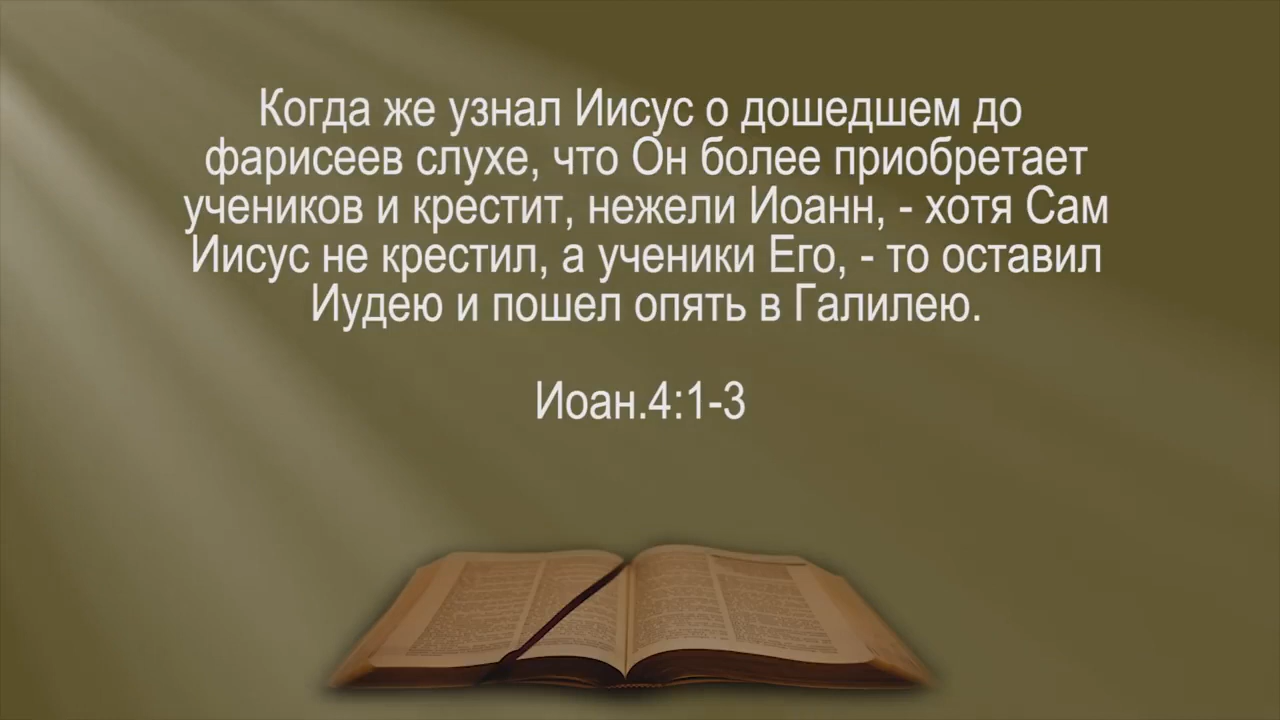 Когда же узнал Иисус о дошедшем до
фарисеев слухе, что Он более приобретает
учеников и крестит, нежели Иоанн, - хотя Сам
Иисус не крестил, а ученики Его, - то оставил
Иудею и пошел опять в Галилею.
Иоан.4:1-3